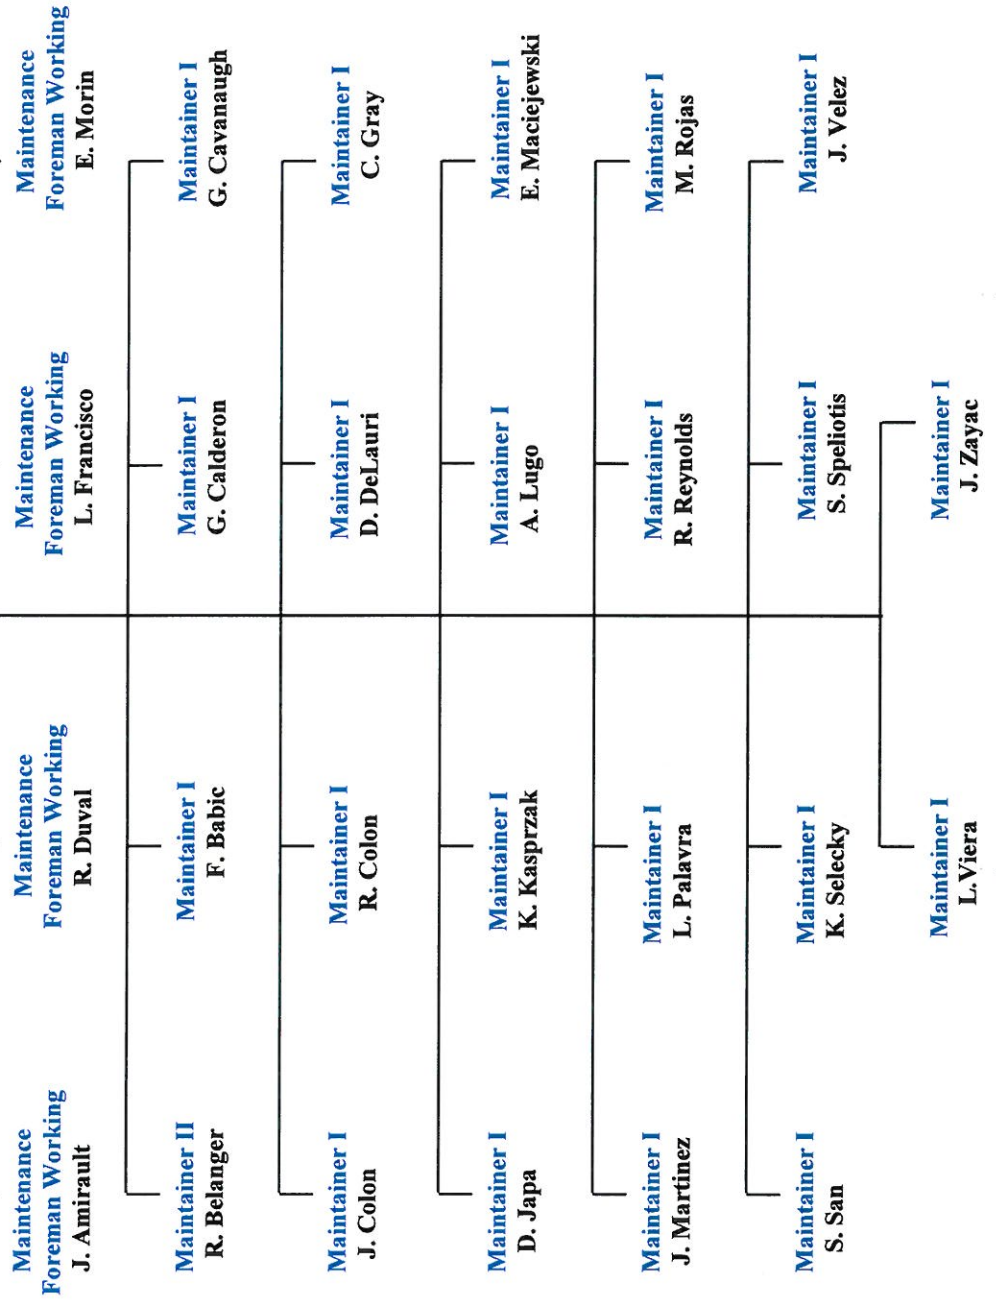 Maintenance
Foreman Working
J. Amirault
Maintenance
Foreman Working
R. Duval
Maintenance
Foreman Working
L. Francisco
Maintenance
Foreman Working
E. Morin
Maintainer II
R. Belanger
Maintainer I
F. Babic
Maintainer I
G. Calderon
Maintainer I
G. Cavanaugh
Maintainer I
J. Colon
Maintainer I
R. Colon
Maintainer I
D. DeLauri
Maintainer I
C. Gray
Maintainer I
D. Japa
Maintainer I
K. Kasprzak
Maintainer I
A. Lugo
Maintainer I
E. Maciejewski
Maintainer I
J. Martinez
Maintainer I
L. Palavra
Maintainer I
R. Reynolds
Maintainer I
M. Rojas
Maintainer I
S. San
Maintainer I
K. Selecky
Maintainer I
S. Speliotis
Maintainer I
J. Velez
Maintainer I
L.Viera
Maintainer I
J. Zayac